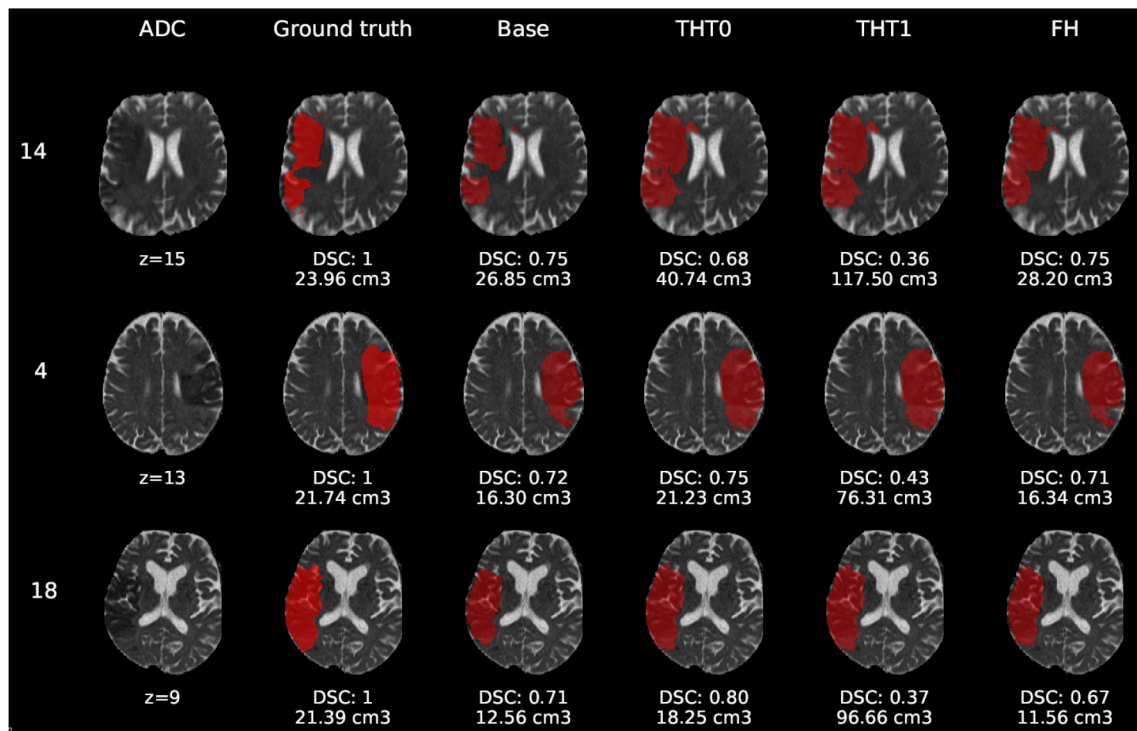 ADC Ground truth Base THT0 THT1 FH
14
z=15 DSC: 1 DSC: 0.75 DSC: 0.68 DSC: 0.36 DSC: 0.75
23.96 cm3 26.85 cm3 40.74 cm3 117.50 cm3 28.20 cm3
4
z=13 DSC: 1 DSC: 0.72 DSC: 0.75 DSC: 0.43 DSC: 0.71
21.74 cm3 16.30 cm3 21.23 cm3 76.31 cm3 16.34 cm3
18
z=9 DSC: 1 DSC: 0.71 DSC: 0.80 DSC: 0.37 DSC: 0.67
21.39 cm3 12.56 cm3 18.25 cm3 96.66 cm3 11.56 cm3